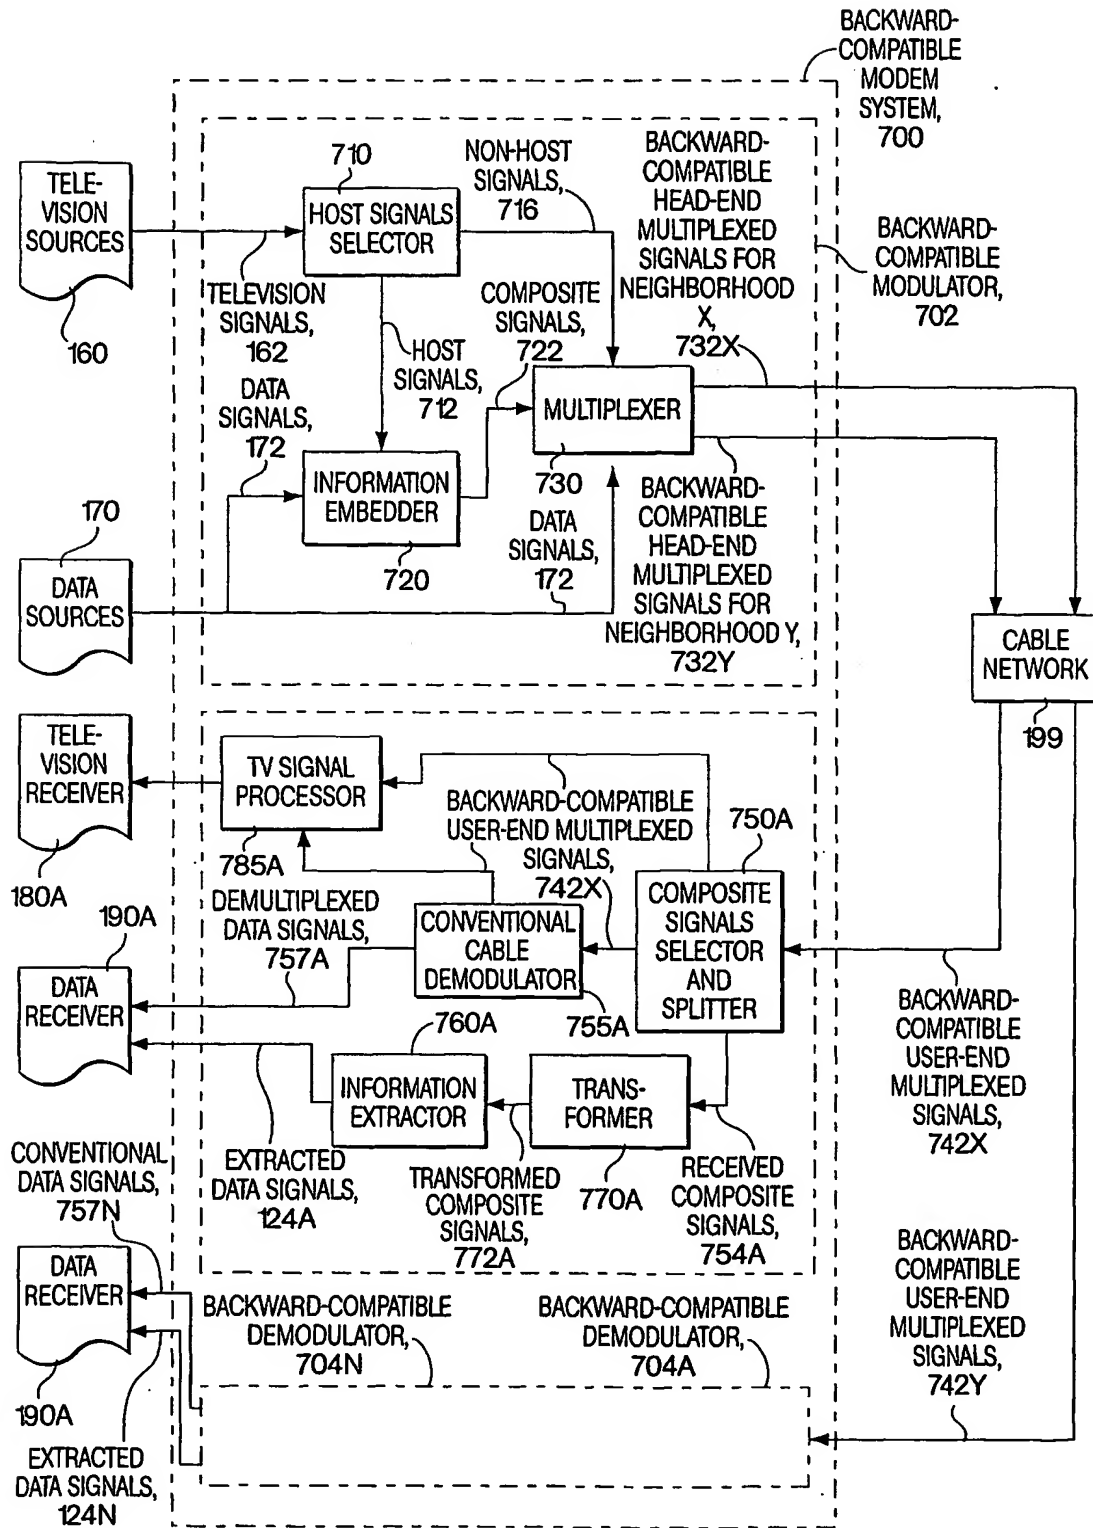 BACKWARD-
COMPATIBLE
MODEM
SYSTEM,
700
TELE-
VISION
SOURCES
160
710
HOST SIGNALS
SELECTOR
NON-HOST
SIGNALS,
716
BACKWARD-
COMPATIBLE
HEAD-END
MULTIPLEXED
SIGNALS FOR
NEIGHBORHOOD
X,
732X
BACKWARD-
COMPATIBLE
MODULATOR,
702
TELEVISION
SIGNALS,
162
HOST
SIGNALS,
712
COMPOSITE
SIGNALS,
722
DATA
SIGNALS,
172
MULTIPLEXER
730
INFORMATION
EMBEDDER
720
DATA
SIGNALS,
172
BACKWARD-
COMPATIBLE
HEAD-END
MULTIPLEXED
SIGNALS FOR
NEIGHBORHOOD Y,
732Y
170
DATA
SOURCES
CABLE
NETWORK
199
TELE-
VISION
RECEIVER
180A
TV SIGNAL
PROCESSOR
785A
BACKWARD-COMPATIBLE
USER-END MULTIPLEXED
SIGNALS,
742X
750A
COMPOSITE
SIGNALS
SELECTOR
AND
SPLITTER
DEMULTIPLEXED
DATA SIGNALS,
757A
CONVENTIONAL
CABLE
DEMODULATOR
755A
190A
DATA
RECEIVER
760A
INFORMATION
EXTRACTOR
TRANS-
FORMER
770A
EXTRACTED
DATA SIGNALS,
124A
TRANSFORMED
COMPOSITE
SIGNALS,
772A
RECEIVED
COMPOSITE
SIGNALS,
754A
BACKWARD-
COMPATIBLE
USER-END
MULTIPLEXED
SIGNALS,
742X
CONVENTIONAL
DATA SIGNALS,
757N
DATA
RECEIVER
190A
EXTRACTED
DATA SIGNALS,
124N
BACKWARD-COMPATIBLE
DEMODULATOR,
704N
BACKWARD-COMPATIBLE
DEMODULATOR,
704A
BACKWARD-
COMPATIBLE
USER-END
MULTIPLEXED
SIGNALS,
742Y